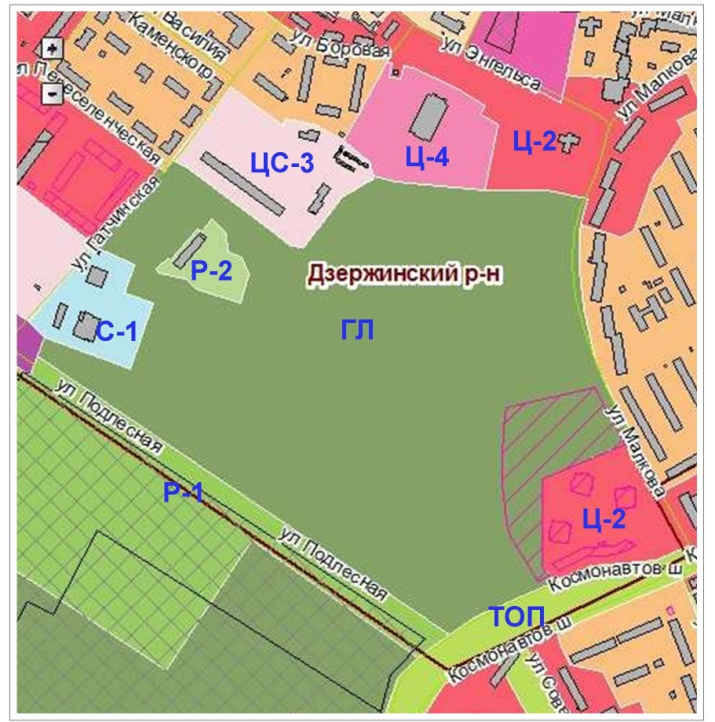 ул Василия
Каменского
ул Боровая
ул Энгельса
ул Малкова
+
-
Переселенческая
ЦС-3
Ц-4
Ц-2
ул Гатчинская
Р-2
Дзержинский р-н
С-1
ГЛ
ул Подлесная
ул Малкова
Р-1
Ц-2
ул Подлесная
Космонавтов ш
ТОП
Космонавтов ш